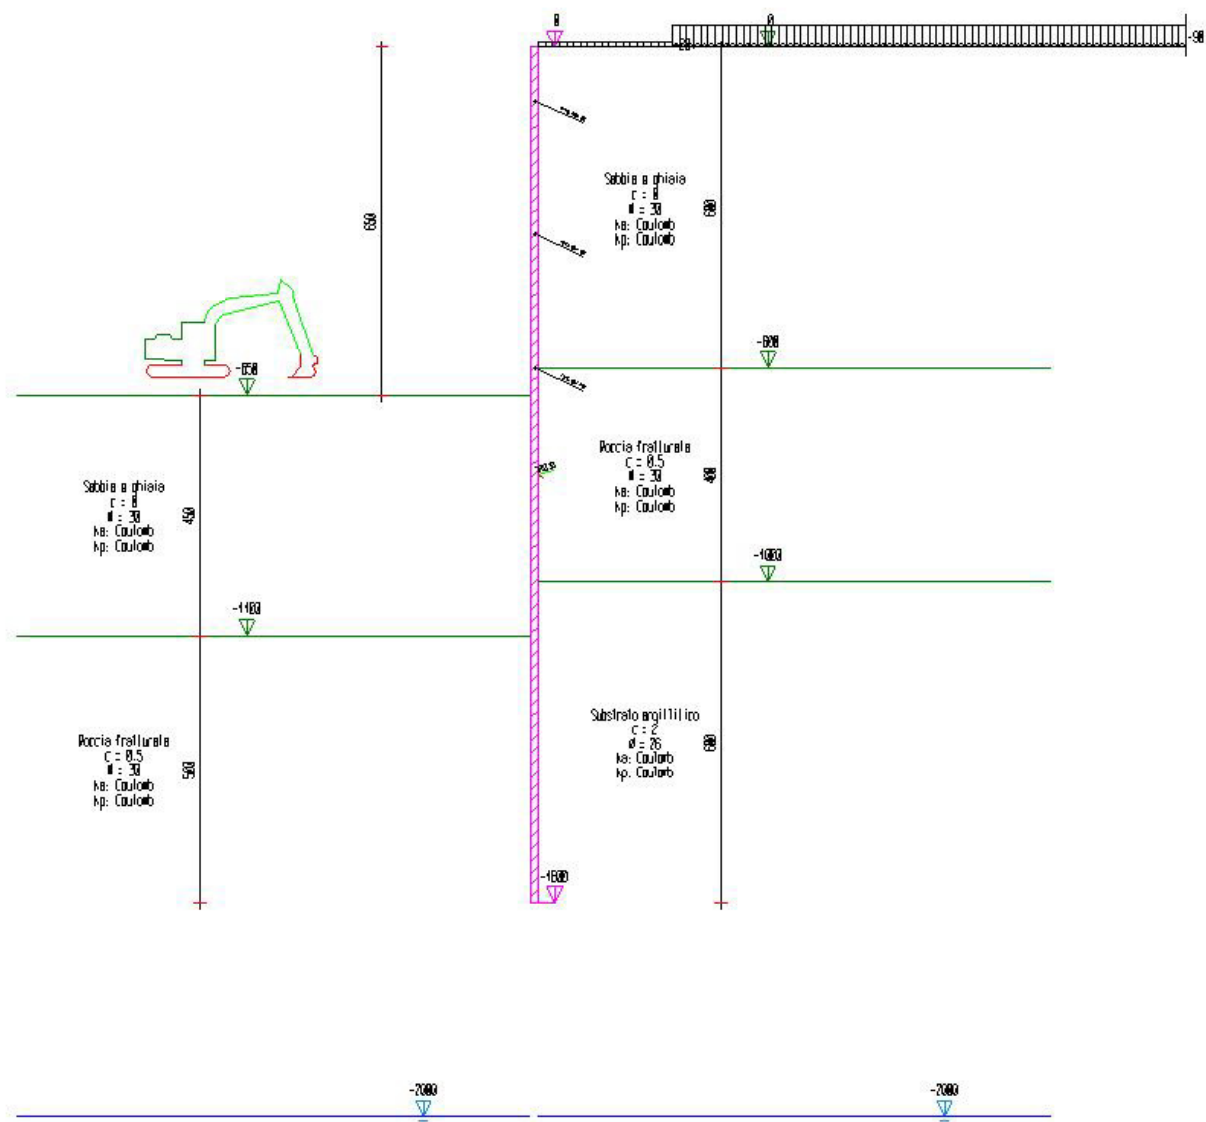 0
0
-90
-20
Sabbia e ghiaia
c = 0
Ø = 30
ka: Coulomb
kp: Coulomb
600
650
-600
-650
Roccia fratturata
c = 0.5
Ø = 30
ka: Coulomb
kp: Coulomb
400
Sabbia e ghiaia
c = 0
Ø = 30
ka: Coulomb
kp: Coulomb
450
-1000
-1100
Substrato argillitico
c = 2
Ø = 26
ka: Coulomb
kp: Coulomb
600
Roccia fratturata
c = 0.5
Ø = 30
ka: Coulomb
kp: Coulomb
500
-1600
-2000
-2000